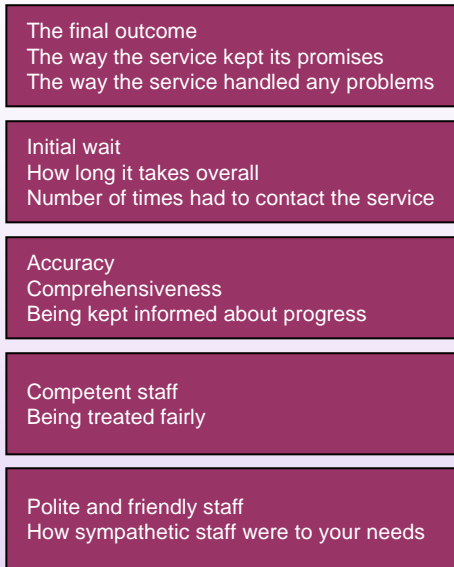 The final outcome
The way the service kept its promises
The way the service handled any problems
Initial wait
How long it takes overall
Number of times had to contact the service
Accuracy
Comprehensiveness
Being kept informed about progress
Competent staff
Being treated fairly
Polite and friendly staff
How sympathetic staff were to your needs